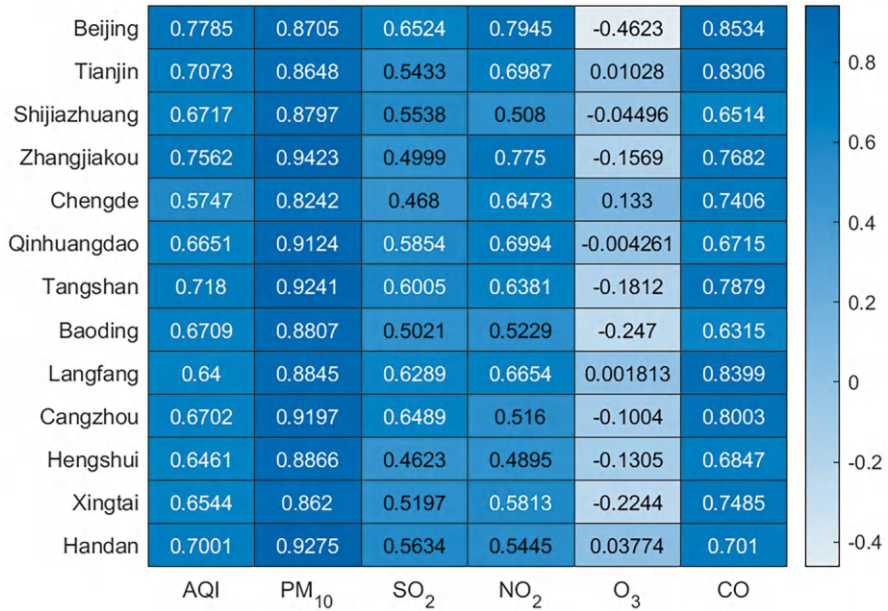 Beijing 0.7785 0.8705 0.6524 0.7945 -0.4623 0.8534
Tianjin 0.7073 0.8648 0.5433 0.6987 0.01028 0.8306
Shijiazhuang 0.6717 0.8797 0.5538 0.508 -0.04496 0.6514
Zhangjiakou 0.7562 0.9423 0.4999 0.775 -0.1569 0.7682
Chengde 0.5747 0.8242 0.468 0.6473 0.133 0.7406
Qinhuangdao 0.6651 0.9124 0.5854 0.6994 -0.004261 0.6715
Tangshan 0.718 0.9241 0.6005 0.6381 -0.1812 0.7879
Baoding 0.6709 0.8807 0.5021 0.5229 -0.247 0.6315
Langfang 0.64 0.8845 0.6289 0.6654 0.001813 0.8399
Cangzhou 0.6702 0.9197 0.6489 0.516 -0.1004 0.8003
Hengshui 0.6461 0.8866 0.4623 0.4895 -0.1305 0.6847
Xingtai 0.6544 0.862 0.5197 0.5813 -0.2244 0.7485
Handan 0.7001 0.9275 0.5634 0.5445 0.03774 0.701
AQI PM₁₀ SO₂ NO₂ O₃ CO
0.8
0.6
0.4
0.2
0
-0.2
-0.4